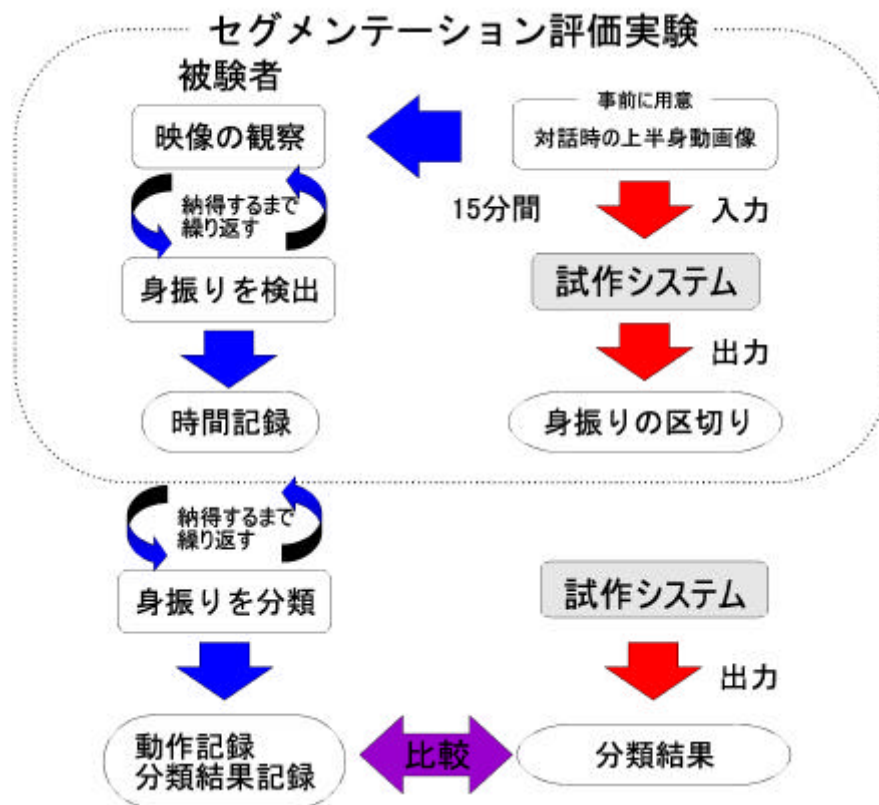 セグメンテーション評価実験
被験者
映像の観察
事前に用意
対話時の上半身動画像
納得するまで
繰り返す
15分間
入力
身振りを検出
試作システム
出力
時間記録
身振りの区切り
納得するまで
繰り返す
身振りを分類
試作システム
出力
動作記録
分類結果記録
比較
分類結果